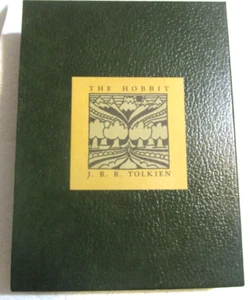 THE HOBBIT
J. R. R. TOLKIEN